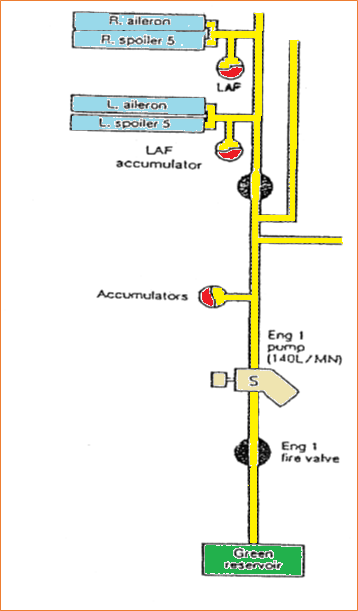 R. aileron
R. spoiler 5
LAF
L. aileron
L. spoiler 5
LAF
accumulator
Accumulators
Eng 1
pump
(140L/MN)
S
Eng 1
fire valve
Green
reservoir